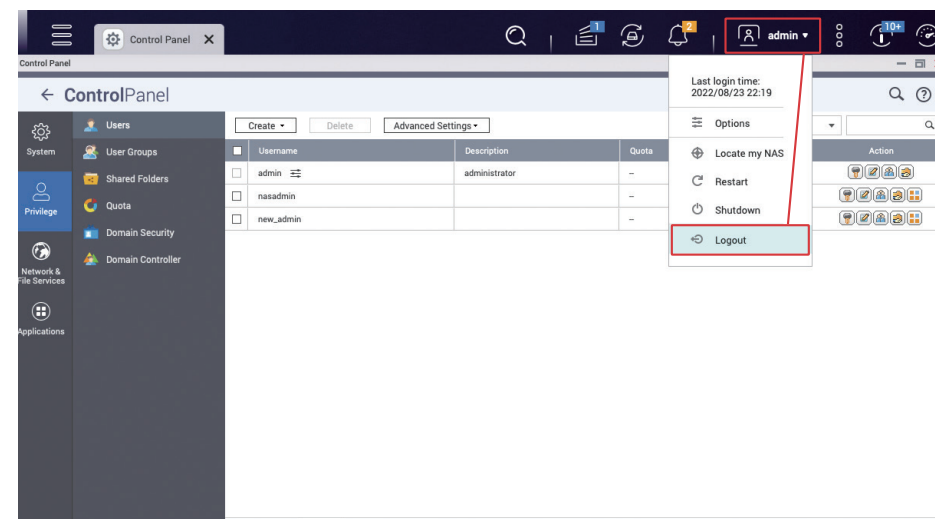 Control Panel
1
2
admin
10+
Control Panel
ControlPanel
Last login time:
2022/08/23 22:19
Options
Locate my NAS
Restart
Shutdown
Logout
System
Privilege
Network &
File Services
Applications
Users
User Groups
Shared Folders
Quota
Domain Security
Domain Controller
Create
Delete
Advanced Settings
Username Description Quota Action
admin administrator –
nasadmin –
new_admin –